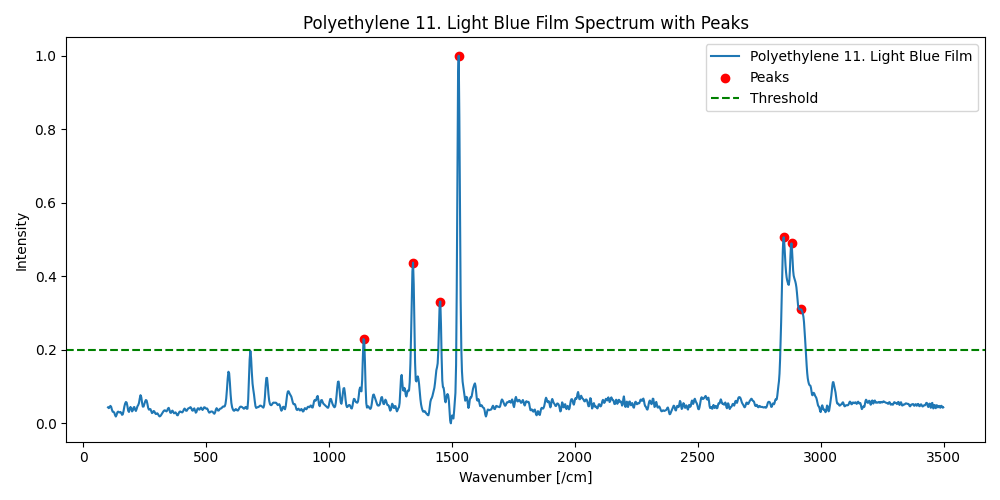 Polyethylene 11. Light Blue Film Spectrum with Peaks
Polyethylene 11. Light Blue Film
Peaks
Threshold
Intensity
1.0
0.8
0.6
0.4
0.2
0.0
0 500 1000 1500 2000 2500 3000 3500
Wavenumber [/cm]